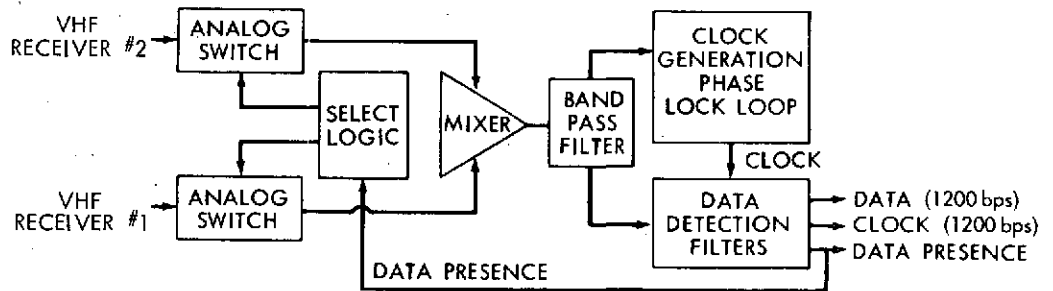 VHF
RECEIVER #2
ANALOG
SWITCH
SELECT
LOGIC
MIXER
BAND
PASS
FILTER
CLOCK
GENERATION
PHASE
LOCK LOOP
CLOCK
VHF
RECEIVER #1
ANALOG
SWITCH
DATA
DETECTION
FILTERS
DATA (1200 bps)
CLOCK (1200 bps)
DATA PRESENCE
DATA PRESENCE